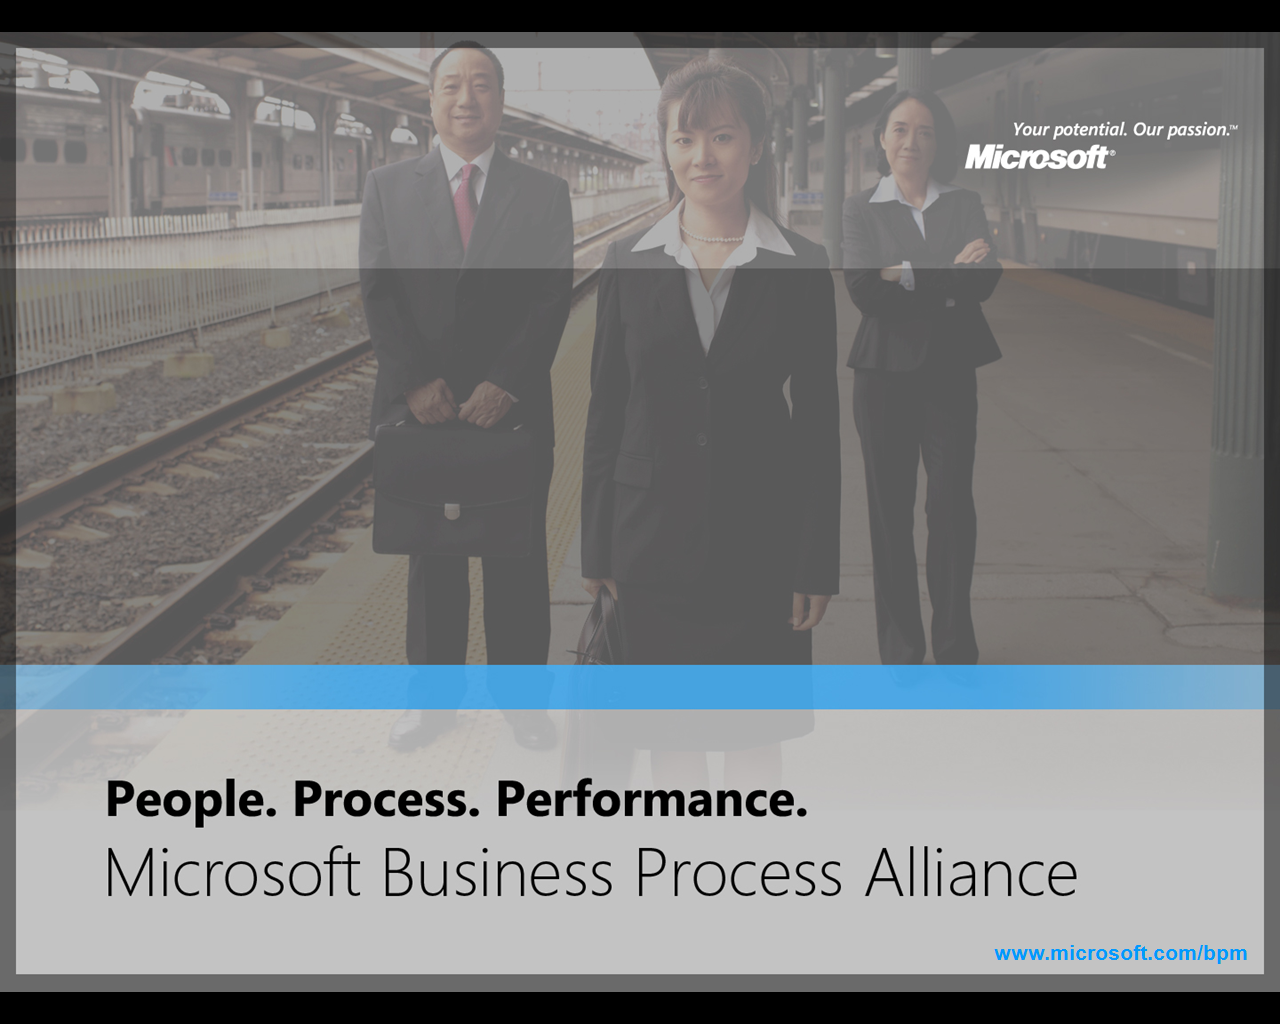 Your potential. Our passion.™
Microsoft®
People. Process. Performance.
Microsoft Business Process Alliance
www.microsoft.com/bpm